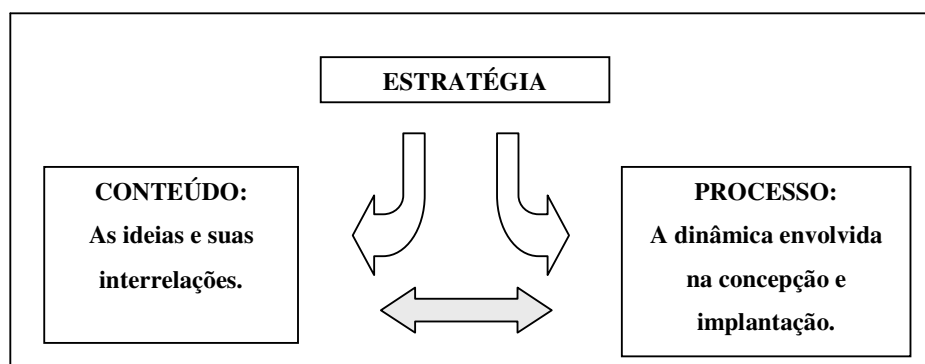 ESTRATÉGIA
CONTEÚDO:
As ideias e suas
interrelações.
PROCESSO:
A dinâmica envolvida
na concepção e
implantação.